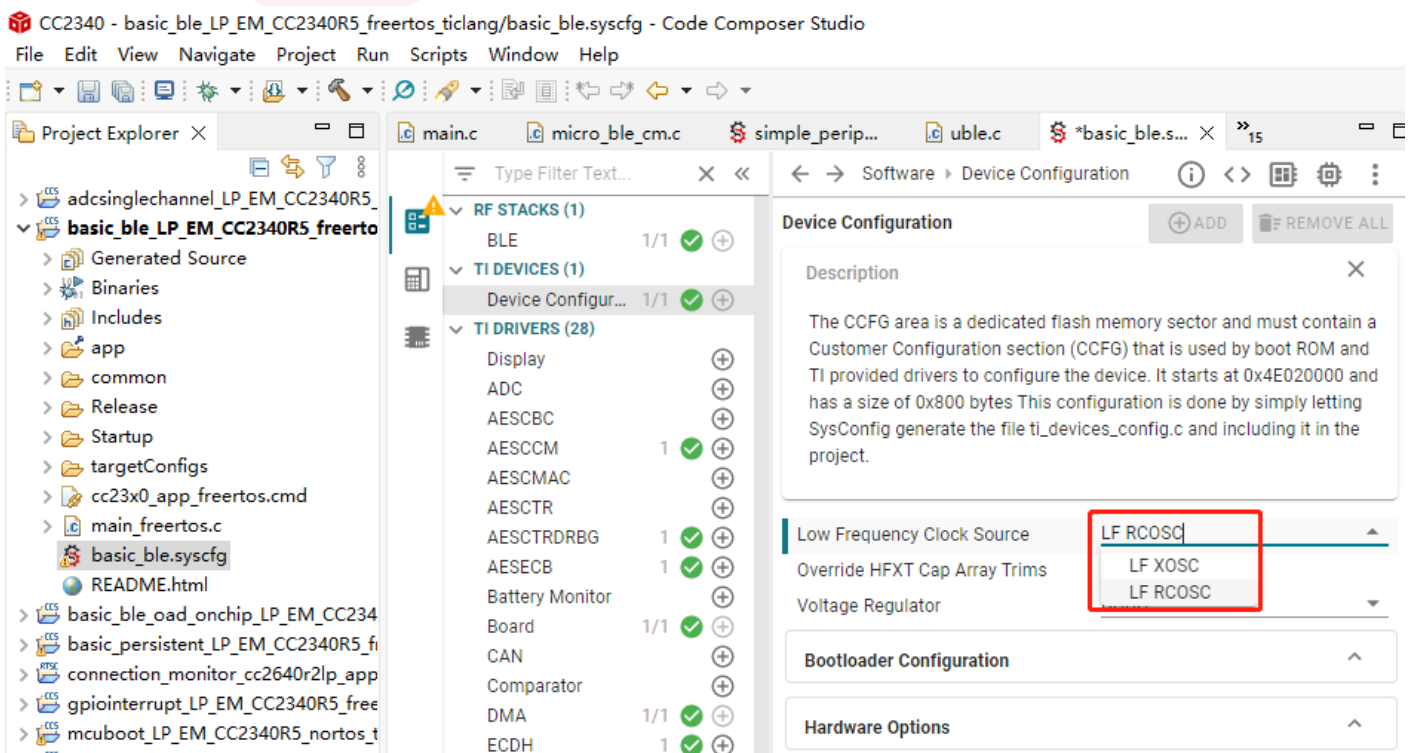 CC2340 - basic_ble_LP_EM_CC2340R5_freertos_ticlang/basic_ble.syscfg - Code Composer Studio
File Edit View Navigate Project Run Scripts Window Help
Project Explorer
main.c micro_ble_cm.c simple_perip... uble.c *basic_ble.s... »15
adcsinglechannel_LP_EM_CC2340R5_
basic_ble_LP_EM_CC2340R5_freerto
Generated Source
Binaries
Includes
app
common
Release
Startup
targetConfigs
cc23x0_app_freertos.cmd
main_freertos.c
basic_ble.syscfg
README.html
basic_ble_oad_onchip_LP_EM_CC234
basic_persistent_LP_EM_CC2340R5_fr
connection_monitor_cc2640r2lp_app
gpiointerrupt_LP_EM_CC2340R5_free
mcuboot_LP_EM_CC2340R5_nortos_t
Type Filter Text...
RF STACKS (1)
BLE 1/1
TI DEVICES (1)
Device Configur... 1/1
TI DRIVERS (28)
Display
ADC
AESCBC
AESCCM 1
AESCMAC
AESCTR
AESCTRDRBG 1
AESECB 1
Battery Monitor
Board 1/1
CAN
Comparator
DMA 1/1
ECDH 1
Software Device Configuration
Device Configuration ADD REMOVE ALL
Description
The CCFG area is a dedicated flash memory sector and must contain a
Customer Configuration section (CCFG) that is used by boot ROM and
TI provided drivers to configure the device. It starts at 0x4E020000 and
has a size of 0x800 bytes This configuration is done by simply letting
SysConfig generate the file ti_devices_config.c and including it in the
project.
Low Frequency Clock Source LF RCOSC
LF XOSC
LF RCOSC
Override HFXT Cap Array Trims
Voltage Regulator
Bootloader Configuration
Hardware Options